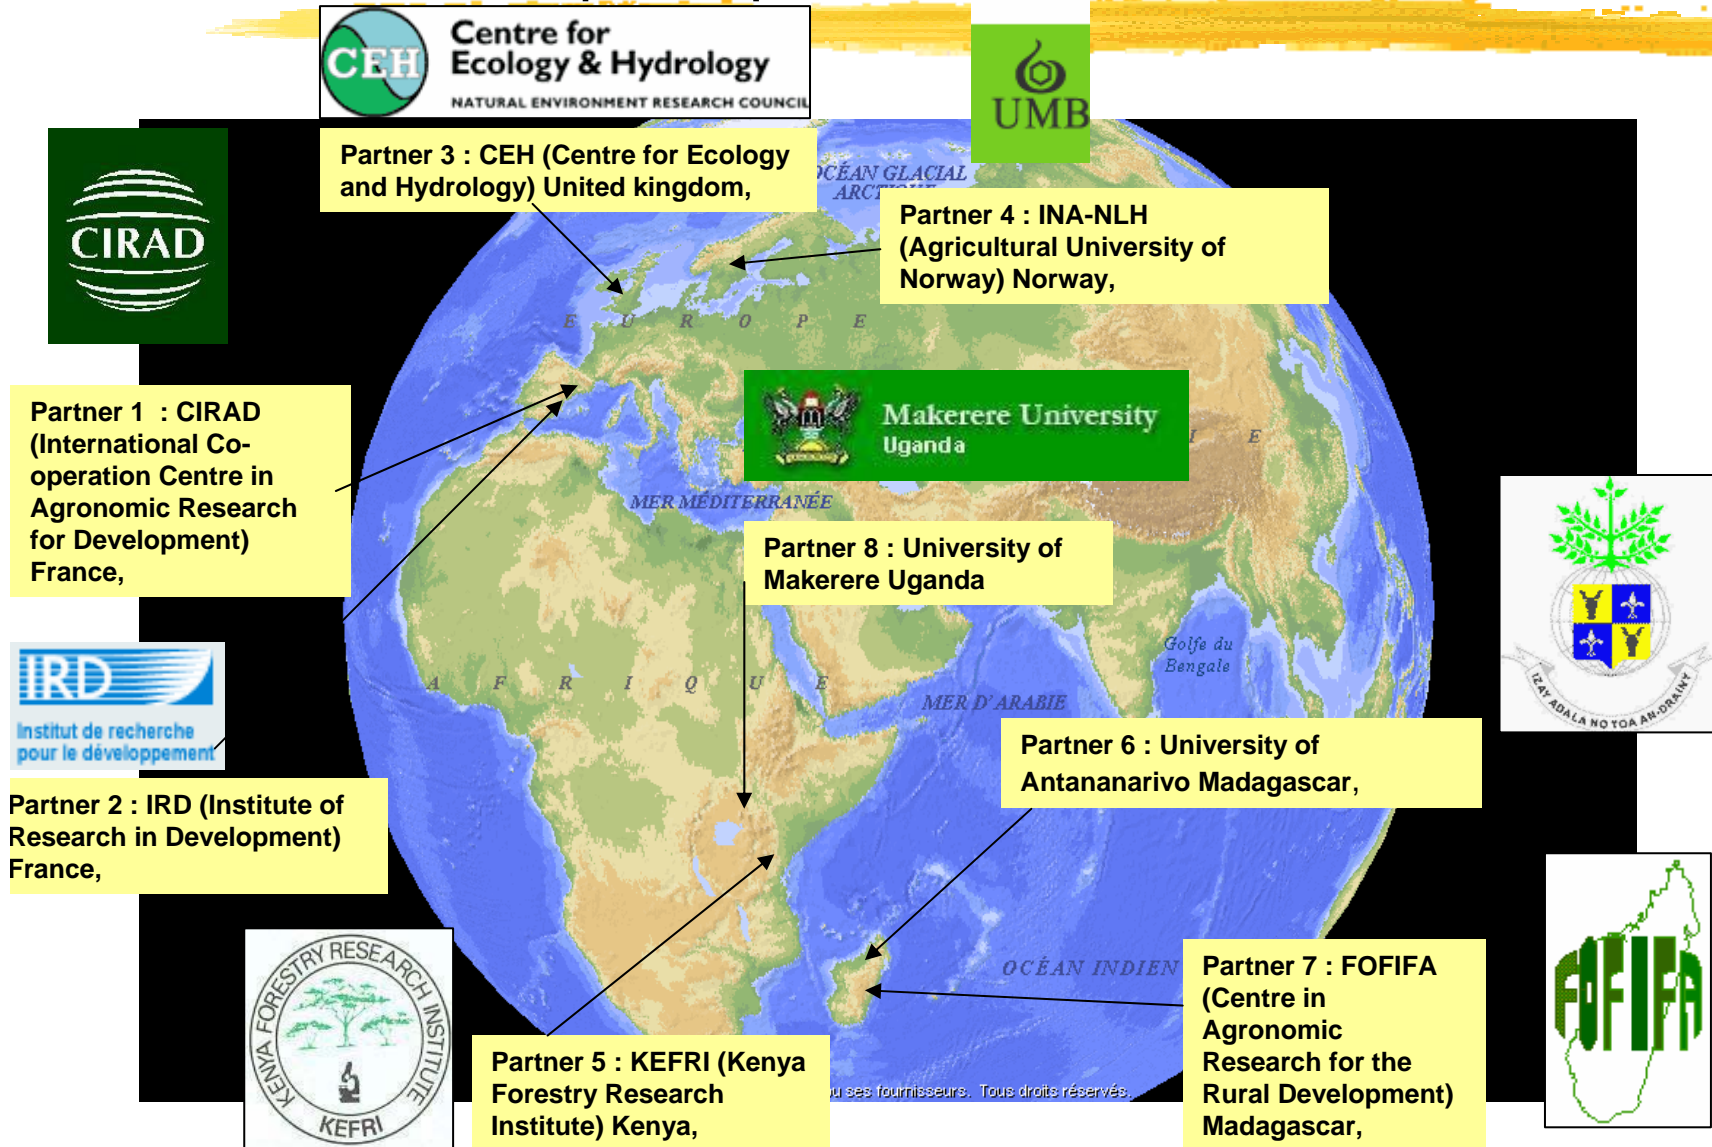 CEH
Centre for
Ecology & Hydrology
NATURAL ENVIRONMENT RESEARCH COUNCIL
UMB
CIRAD
Partner 3 : CEH (Centre for Ecology
and Hydrology) United kingdom,
OCÉAN GLACIAL
Partner 4 : INA-NLH
(Agricultural University of
Norway) Norway,
EUROPE
Makerere University
Uganda
Partner 1 : CIRAD
(International Co-
operation Centre in
Agronomic Research
for Development)
France,
MER MÉDITERRANÉE
Partner 8 : University of
Makerere Uganda
Golfe du
Bengale
IZAY ADALA NO TOA AN-DRAINY
IRD
Institut de recherche
pour le développement
AFRIQUE
MER D'ARABIE
Partner 6 : University of
Antananarivo Madagascar,
Partner 2 : IRD (Institute of
Research in Development)
France,
KENYA FORESTRY RESEARCH INSTITUTE
KEFRI
OCÉAN INDIEN
Partner 7 : FOFIFA
(Centre in
Agronomic
Research for the
Rural Development)
Madagascar,
FOFIFA
Partner 5 : KEFRI (Kenya
Forestry Research
Institute) Kenya,
ou ses fournisseurs. Tous droits réservés.